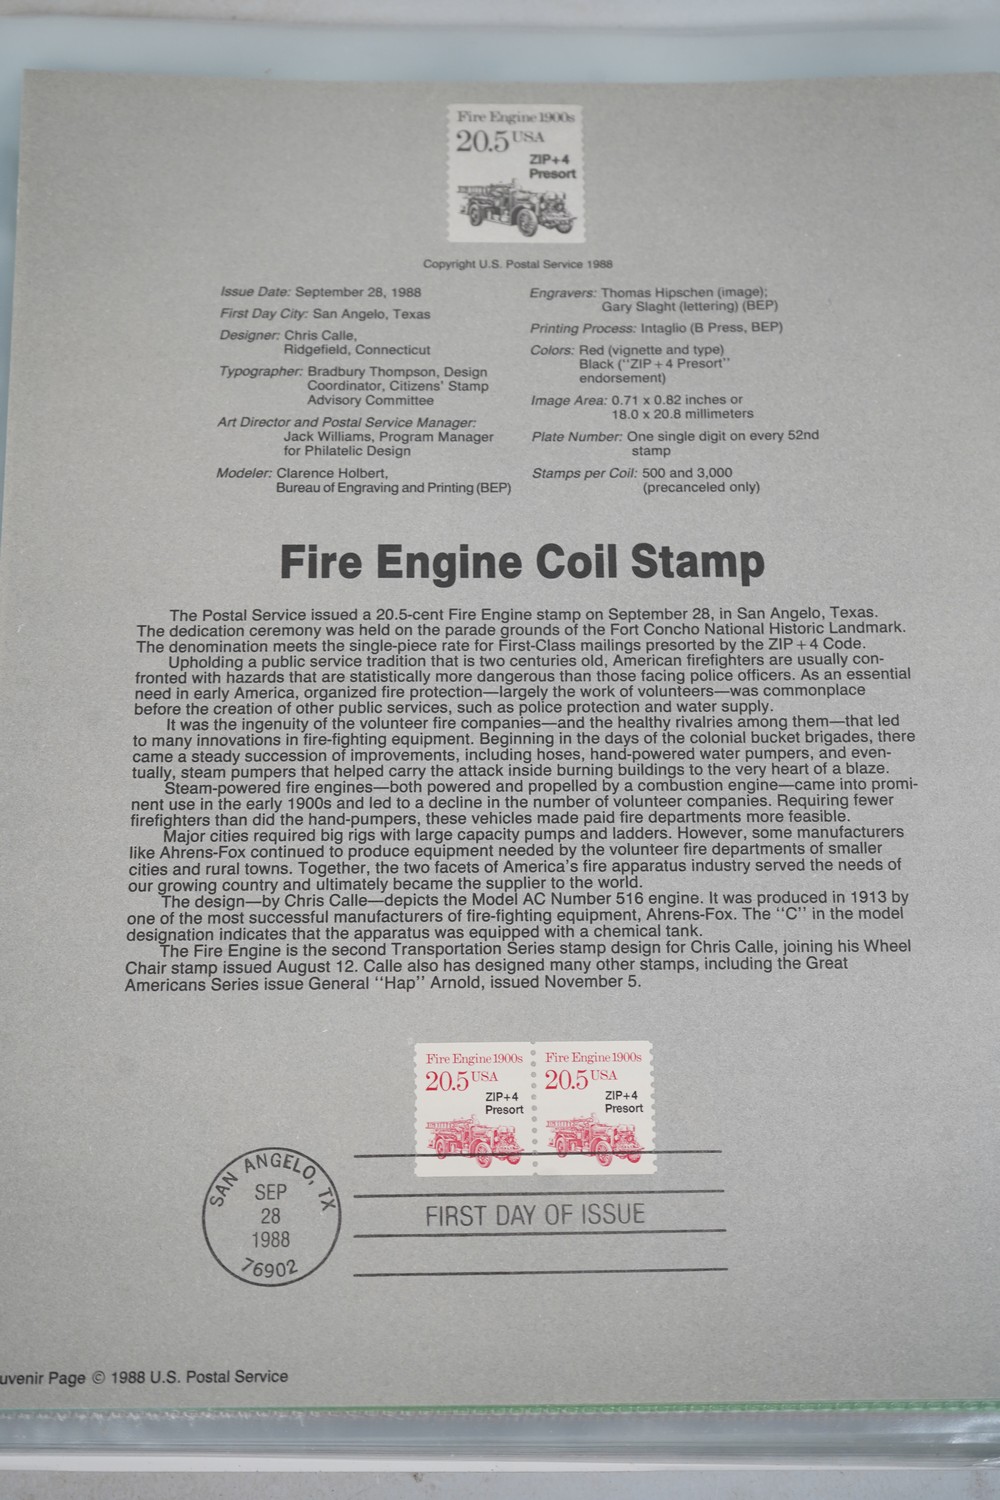 Fire Engine 1900s
20.5 USA
ZIP+4
Presort
Copyright U.S. Postal Service 1988
Issue Date: September 28, 1988
First Day City: San Angelo, Texas
Designer: Chris Calle,
Ridgefield, Connecticut
Typographer: Bradbury Thompson, Design
Coordinator, Citizens' Stamp
Advisory Committee
Art Director and Postal Service Manager:
Jack Williams, Program Manager
for Philatelic Design
Modeler: Clarence Holbert,
Bureau of Engraving and Printing (BEP)
Engravers: Thomas Hipschen (image);
Gary Slaght (lettering) (BEP)
Printing Process: Intaglio (B Press, BEP)
Colors: Red (vignette and type)
Black ("ZIP + 4 Presort"
endorsement)
Image Area: 0.71 x 0.82 inches or
18.0 x 20.8 millimeters
Plate Number: One single digit on every 52nd
stamp
Stamps per Coil: 500 and 3,000
(precanceled only)
Fire Engine Coil Stamp
The Postal Service issued a 20.5-cent Fire Engine stamp on September 28, in San Angelo, Texas.
The dedication ceremony was held on the parade grounds of the Fort Concho National Historic Landmark.
The denomination meets the single-piece rate for First-Class mailings presorted by the ZIP + 4 Code.
Upholding a public service tradition that is two centuries old, American firefighters are usually con-
fronted with hazards that are statistically more dangerous than those facing police officers. As an essential
need in early America, organized fire protection—largely the work of volunteers—was commonplace
before the creation of other public services, such as police protection and water supply.
It was the ingenuity of the volunteer fire companies—and the healthy rivalries among them—that led
to many innovations in fire-fighting equipment. Beginning in the days of the colonial bucket brigades, there
came a steady succession of improvements, including hoses, hand-powered water pumpers, and even-
tually, steam pumpers that helped carry the attack inside burning buildings to the very heart of a blaze.
Steam-powered fire engines—both powered and propelled by a combustion engine—came into promi-
nent use in the early 1900s and led to a decline in the number of volunteer companies. Requiring fewer
firefighters than did the hand-pumpers, these vehicles made paid fire departments more feasible.
Major cities required big rigs with large capacity pumps and ladders. However, some manufacturers
like Ahrens-Fox continued to produce equipment needed by the volunteer fire departments of smaller
cities and rural towns. Together, the two facets of America's fire apparatus industry served the needs of
our growing country and ultimately became the supplier to the world.
The design—by Chris Calle—depicts the Model AC Number 516 engine. It was produced in 1913 by
one of the most successful manufacturers of fire-fighting equipment, Ahrens-Fox. The "C" in the model
designation indicates that the apparatus was equipped with a chemical tank.
The Fire Engine is the second Transportation Series stamp design for Chris Calle, joining his Wheel
Chair stamp issued August 12. Calle also has designed many other stamps, including the Great
Americans Series issue General "Hap" Arnold, issued November 5.
Fire Engine 1900s
20.5 USA
ZIP+4
Presort
Fire Engine 1900s
20.5 USA
ZIP+4
Presort
SAN ANGELO, TX
SEP
28
1988
76902
FIRST DAY OF ISSUE
uvenir Page © 1988 U.S. Postal Service